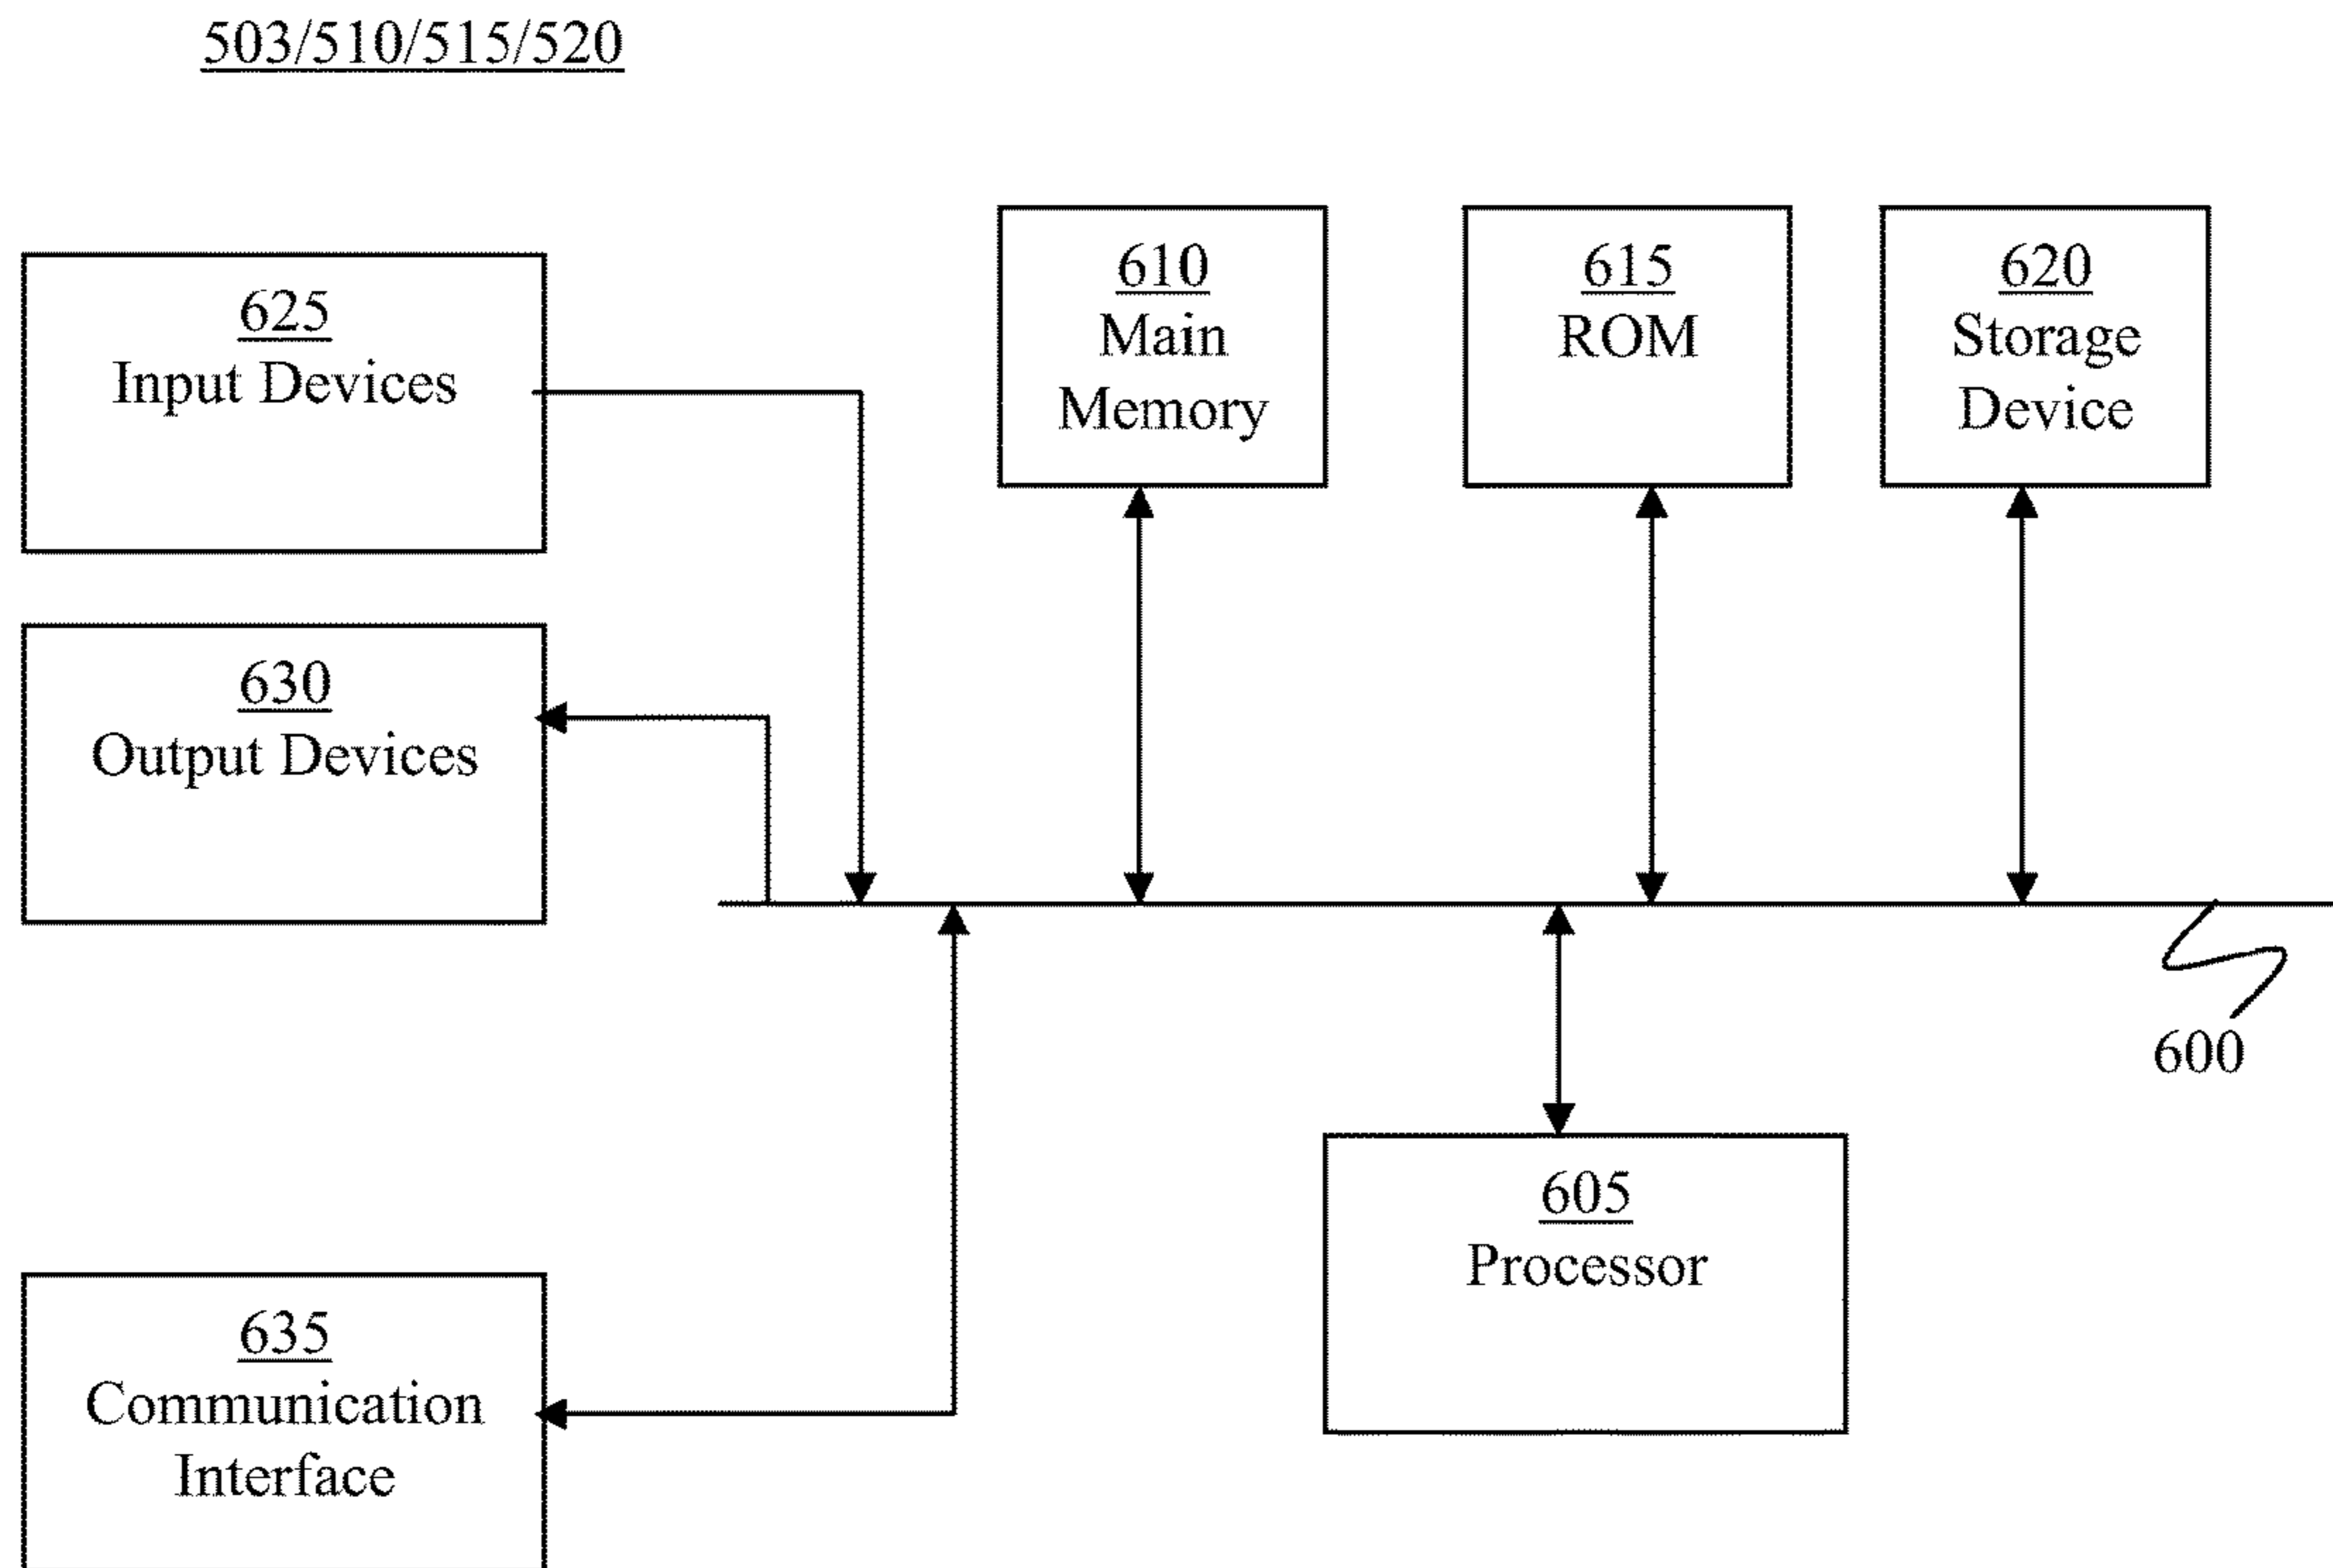 503/510/515/520
625
Input Devices
610
Main
Memory
615
ROM
620
Storage
Device
630
Output Devices
600
605
Processor
635
Communication
Interface